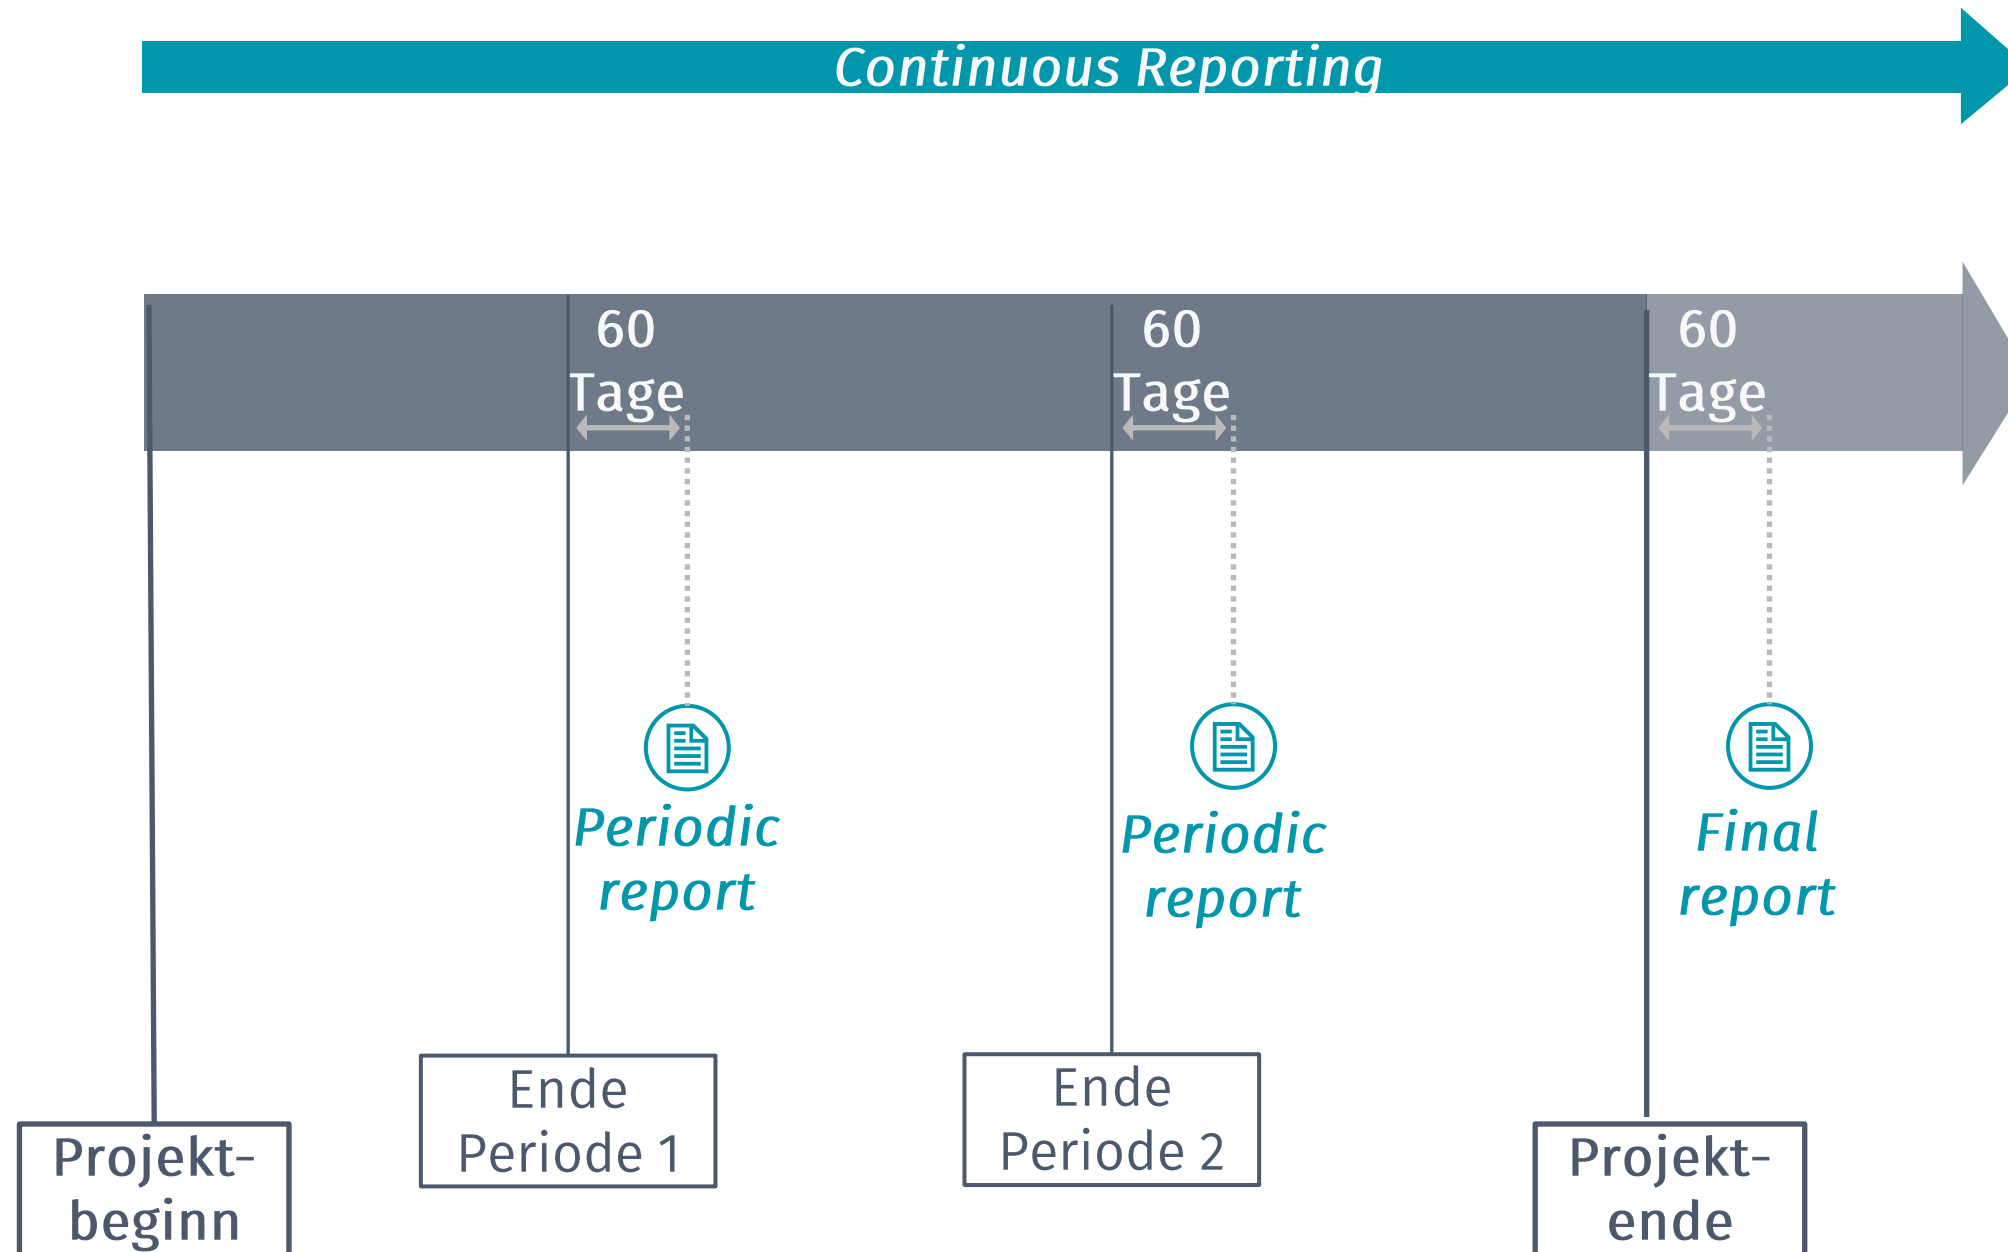 Continuous Reporting
60
Tage
60
Tage
60
Tage
Periodic
report
Periodic
report
Final
report
Ende
Periode 1
Ende
Periode 2
Projekt-
beginn
Projekt-
ende